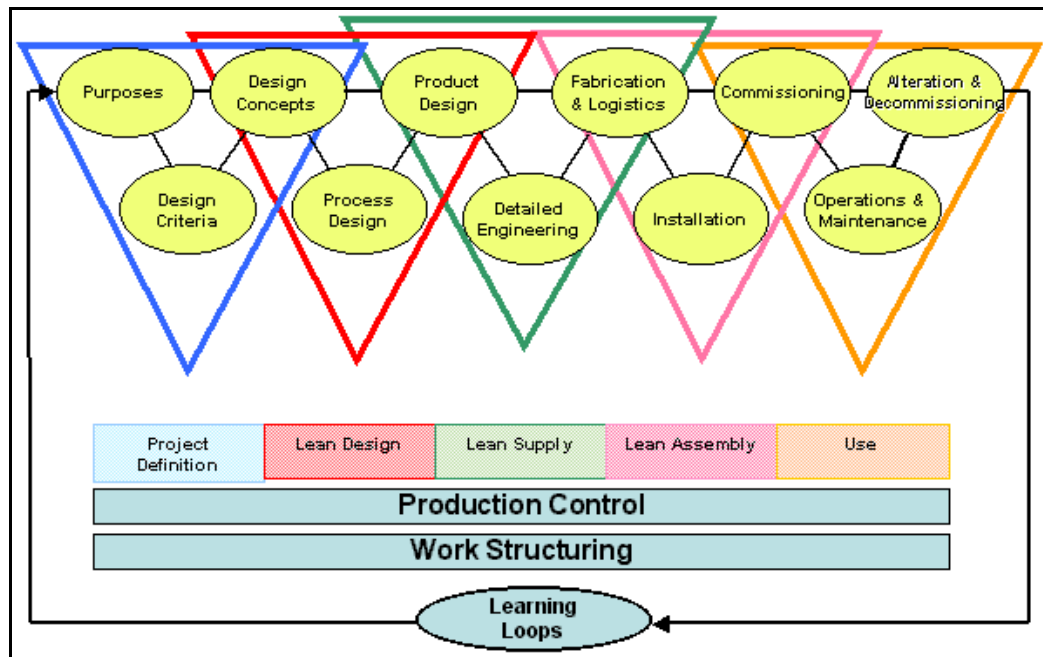 Purposes
Design
Concepts
Product
Design
Fabrication
& Logistics
Commissioning
Alteration &
Decommissioning
Design
Criteria
Process
Design
Detailed
Engineering
Installation
Operations &
Maintenance
Project
Definition
Lean Design
Lean Supply
Lean Assembly
Use
Production Control
Work Structuring
Learning
Loops